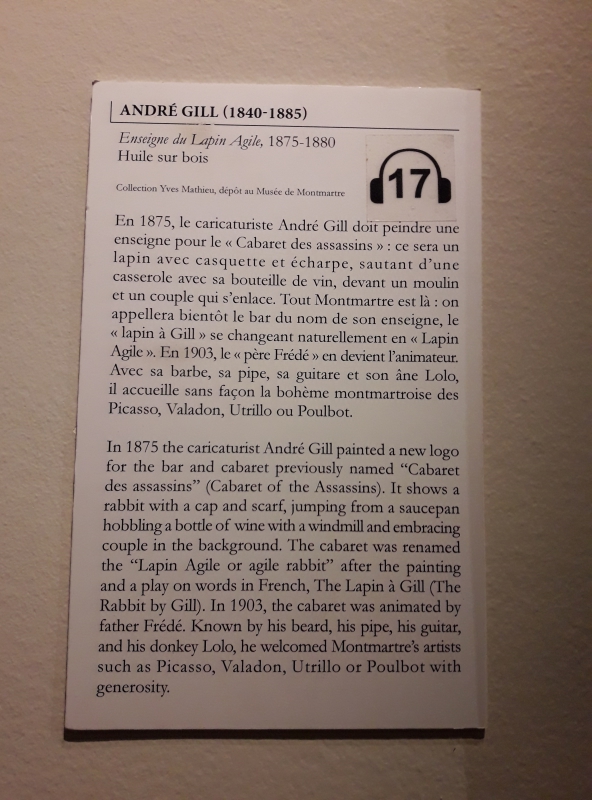 ANDRÉ GILL (1840-1885)
Enseigne du Lapin Agile, 1875-1880
Huile sur bois
17
Collection Yves Mathieu, dépôt au Musée de Montmartre
En 1875, le caricaturiste André Gill doit peindre une
enseigne pour le « Cabaret des assassins » : ce sera un
lapin avec casquette et écharpe, sautant d'une
casserole avec sa bouteille de vin, devant un moulin
et un couple qui s'enlace. Tout Montmartre est là : on
appellera bientôt le bar du nom de son enseigne, le
« lapin à Gill » se changeant naturellement en « Lapin
Agile ». En 1903, le « père Frédé » en devient l'animateur.
Avec sa barbe, sa pipe, sa guitare et son âne Lolo,
il accueille sans façon la bohème montmartroise des
Picasso, Valadon, Utrillo ou Poulbot.
In 1875 the caricaturist André Gill painted a new logo
for the bar and cabaret previously named “Cabaret
des assassins” (Cabaret of the Assassins). It shows a
rabbit with a cap and scarf, jumping from a saucepan
hobbling a bottle of wine with a windmill and embracing
couple in the background. The cabaret was renamed
the “Lapin Agile or agile rabbit” after the painting
and a play on words in French, The Lapin à Gill (The
Rabbit by Gill). In 1903, the cabaret was animated by
father Frédé. Known by his beard, his pipe, his guitar,
and his donkey Lolo, he welcomed Montmartre's artists
such as Picasso, Valadon, Utrillo or Poulbot with
generosity.